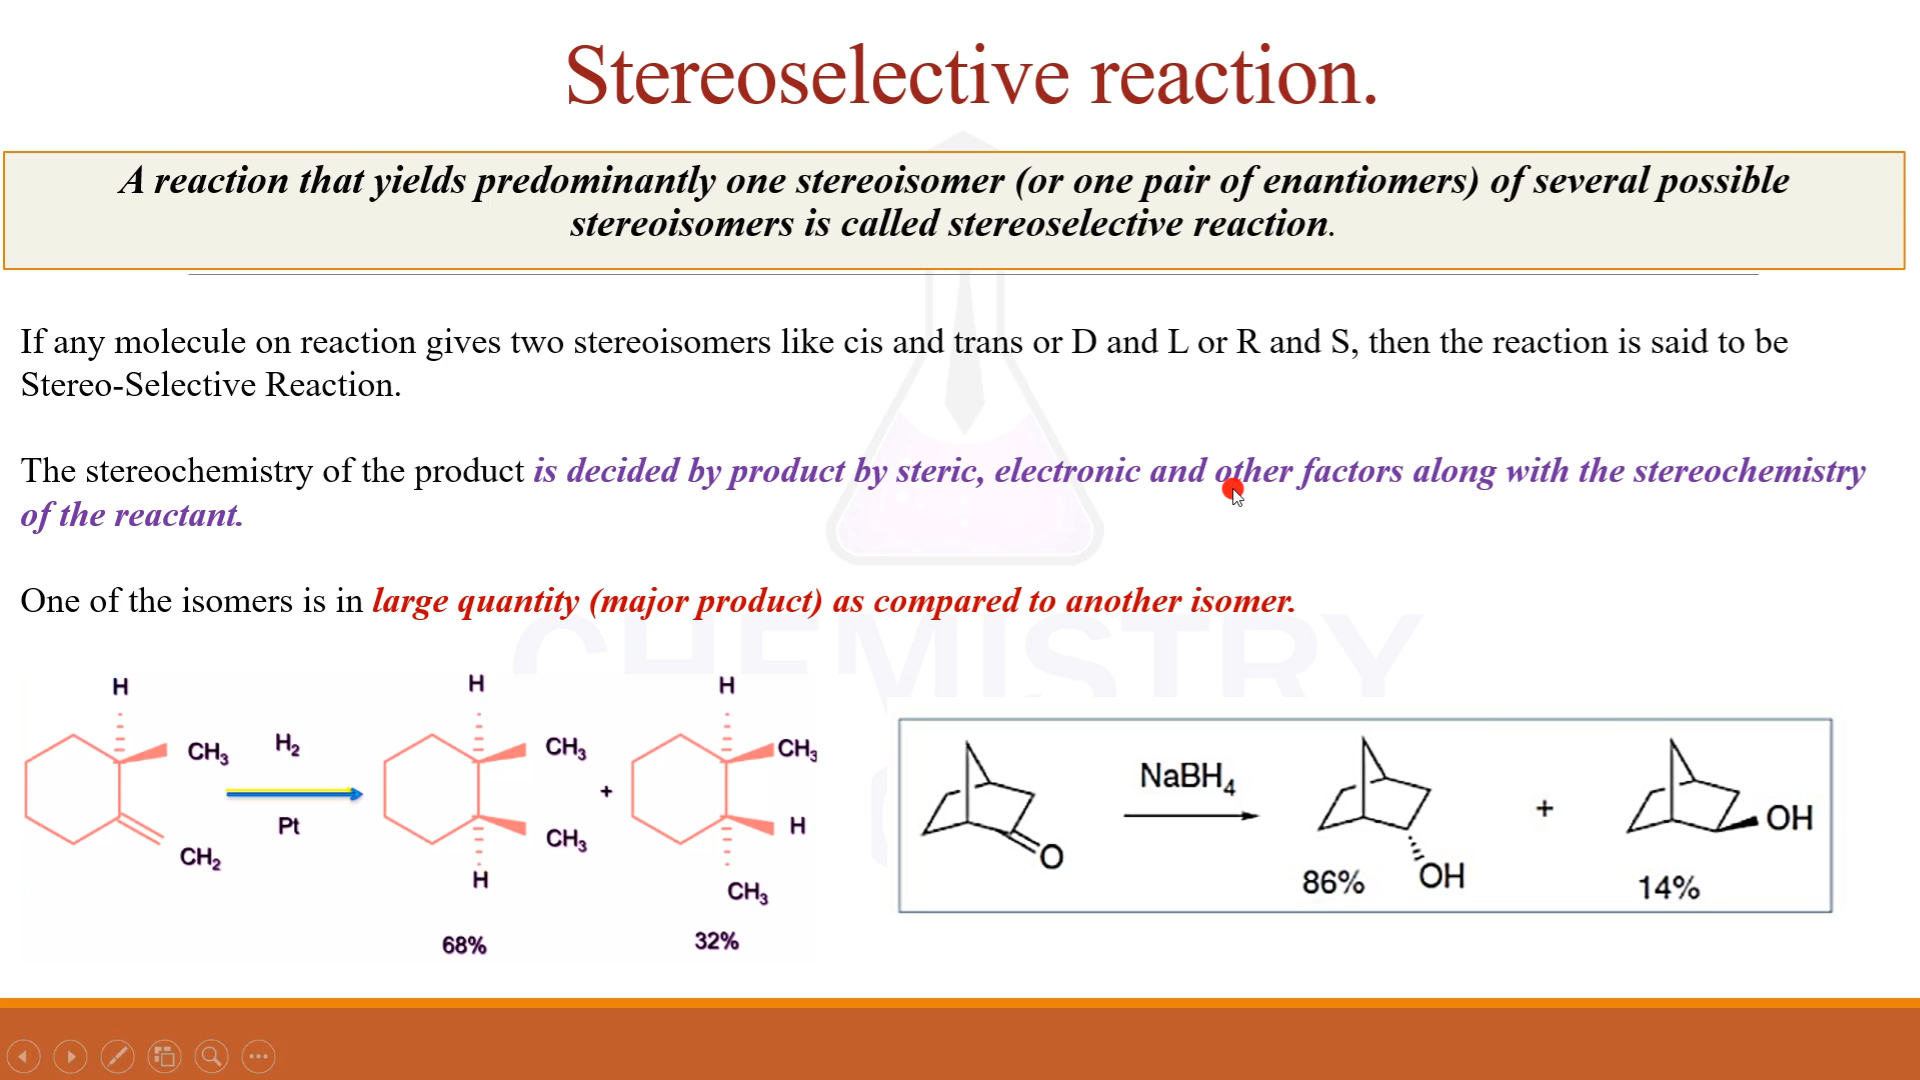 Stereoselective reaction.
A reaction that yields predominantly one stereoisomer (or one pair of enantiomers) of several possible
stereoisomers is called stereoselective reaction.
If any molecule on reaction gives two stereoisomers like cis and trans or D and L or R and S, then the reaction is said to be
Stereo-Selective Reaction.
The stereochemistry of the product is decided by product by steric, electronic and other factors along with the stereochemistry
of the reactant.
One of the isomers is in large quantity (major product) as compared to another isomer.
CHEMISTRY
H
CH3
CH2
H2
Pt
H
CH3
CH3
H
68%
+
H
CH3
H
CH3
32%
O
NaBH4
OH
86%
+
OH
14%